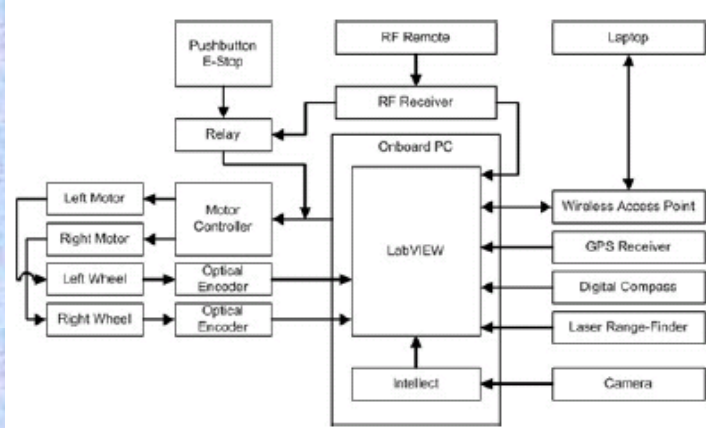 Pushbutton
E-Stop
RF Remote
Laptop
RF Receiver
Relay
Onboard PC
Left Motor
Motor
Controller
Right Motor
LabVIEW
Wireless Access Point
GPS Receiver
Left Wheel
Optical
Encoder
Digital Compass
Right Wheel
Optical
Encoder
Laser Range-Finder
Intellect
Camera